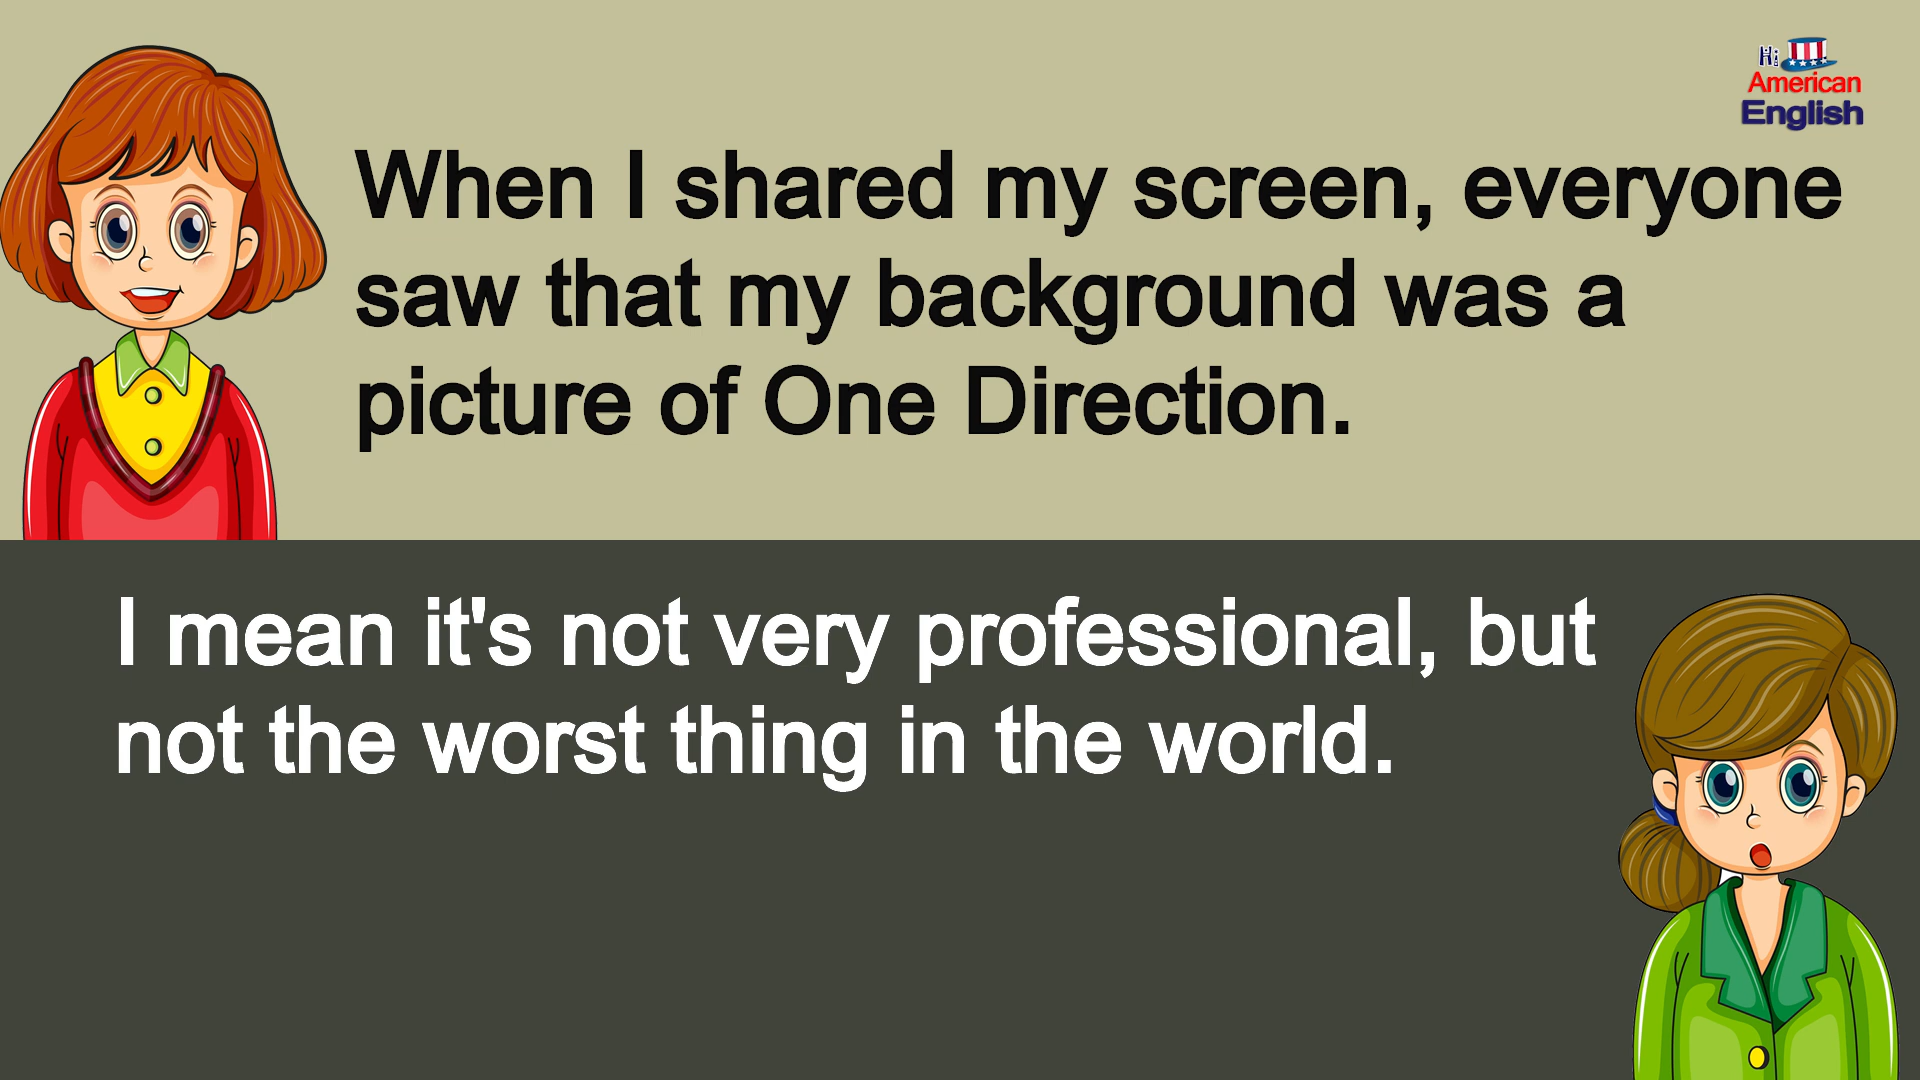 Hi
American
English
When I shared my screen, everyone
saw that my background was a
picture of One Direction.
I mean it's not very professional, but
not the worst thing in the world.